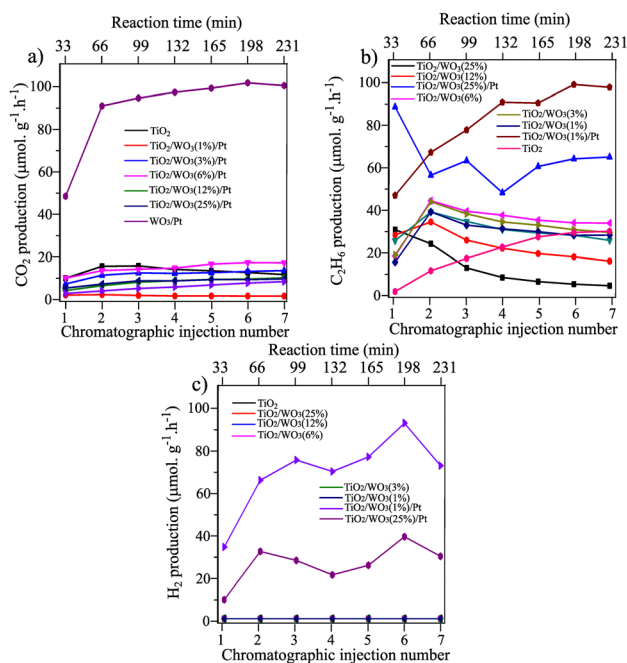 Reaction time (min)
33 66 99 132 165 198 231
a)
100
80
60
40
20
0
CO2 production (μmol. g-1.h-1)
TiO2
TiO2/WO3(1%)/Pt
TiO2/WO3(3%)/Pt
TiO2/WO3(6%)/Pt
TiO2/WO3(12%)/Pt
TiO2/WO3(25%)/Pt
WO3/Pt
1 2 3 4 5 6 7
Chromatographic injection number
Reaction time (min)
33 66 99 132 165 198 231
b)
100
80
60
40
20
0
C2H6 production (μmol. g-1.h-1)
TiO2/WO3(25%)
TiO2/WO3(12%)
TiO2/WO3(25%)/Pt
TiO2/WO3(6%)
TiO2/WO3(3%)
TiO2/WO3(1%)
TiO2/WO3(1%)/Pt
TiO2
1 2 3 4 5 6 7
Chromatographic injection number
Reaction time (min)
33 66 99 132 165 198 231
c)
100
80
60
40
20
0
H2 production (μmol. g-1.h-1)
TiO2
TiO2/WO3(25%)
TiO2/WO3(12%)
TiO2/WO3(6%)
TiO2/WO3(3%)
TiO2/WO3(1%)
TiO2/WO3(1%)/Pt
TiO2/WO3(25%)/Pt
1 2 3 4 5 6 7
Chromatographic injection number